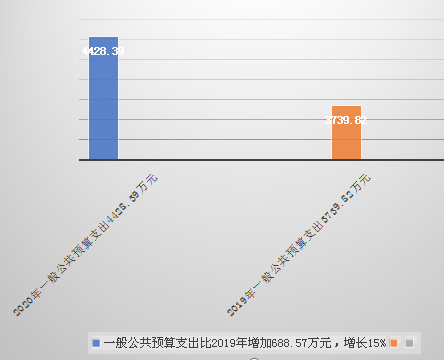 4428.39
3739.82
2020年一般公共预算支出4428.39万元
2019年一般公共预算支出3739.82万元
一般公共预算支出比2019年增加688.57万元，增长15%